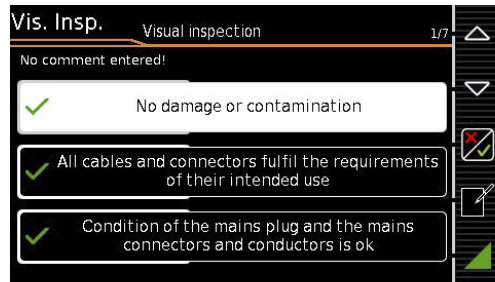 Vis. Insp.
Visual inspection
1/7
No comment entered!
No damage or contamination
All cables and connectors fulfil the requirements
of their intended use
Condition of the mains plug and the mains
connectors and conductors is ok